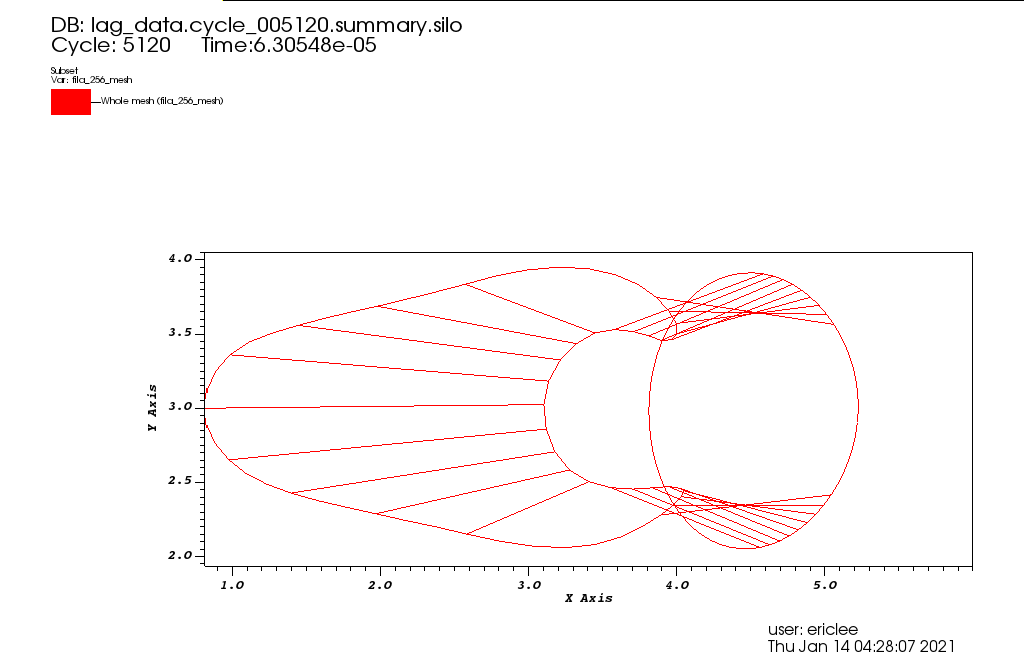 DB: lag_data.cycle_005120.summary.silo
Cycle: 5120 Time:6.30548e-05
Subset
Var: fila_256_mesh
Whole mesh (fila_256_mesh)
4.0
3.5
3.0
2.5
2.0
Y Axis
1.0 2.0 3.0 4.0 5.0
X Axis
user: ericlee
Thu Jan 14 04:28:07 2021